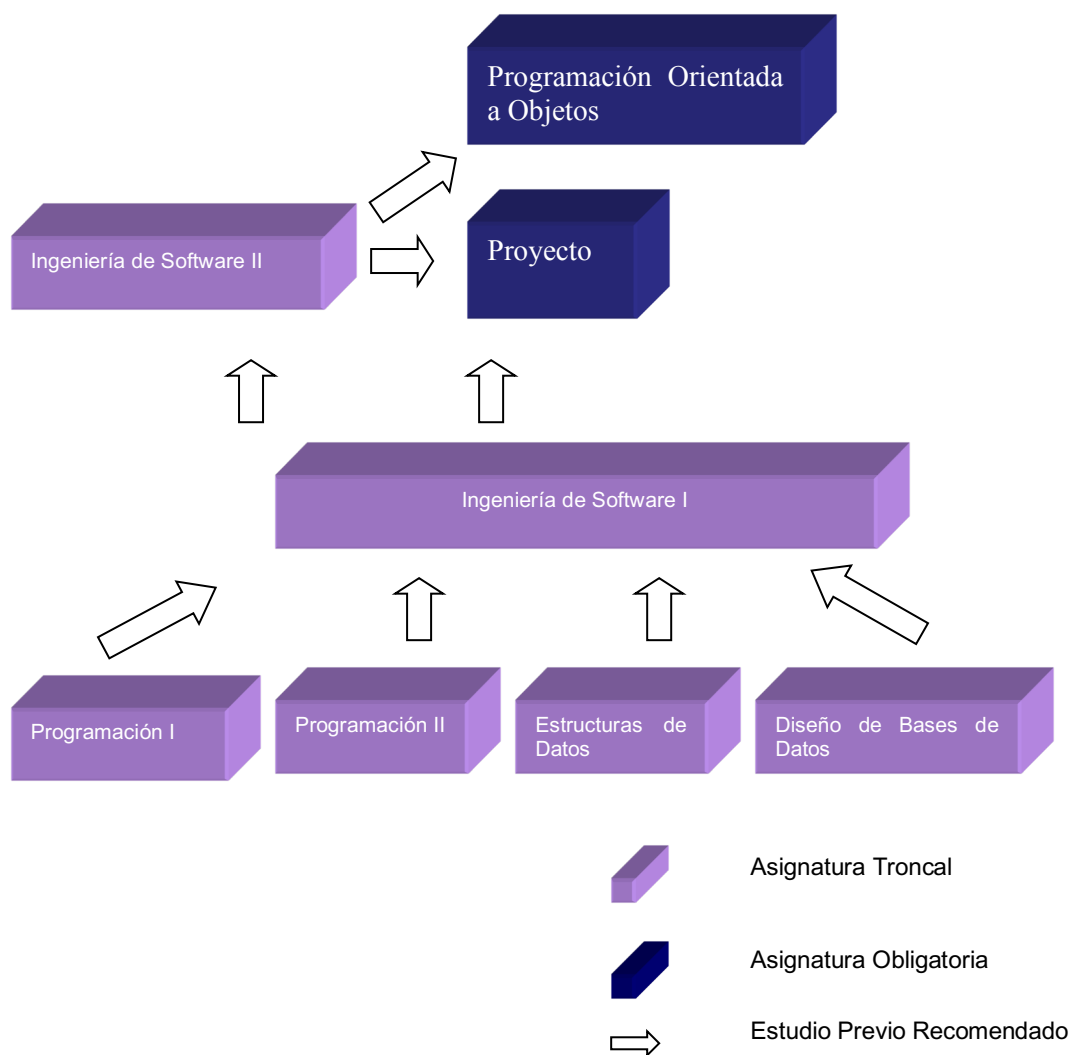 Programación Orientada
a Objetos
Ingeniería de Software II
Proyecto
Ingeniería de Software I
Programación I
Programación II
Estructuras de
Datos
Diseño de Bases de
Datos
Asignatura Troncal
Asignatura Obligatoria
Estudio Previo Recomendado